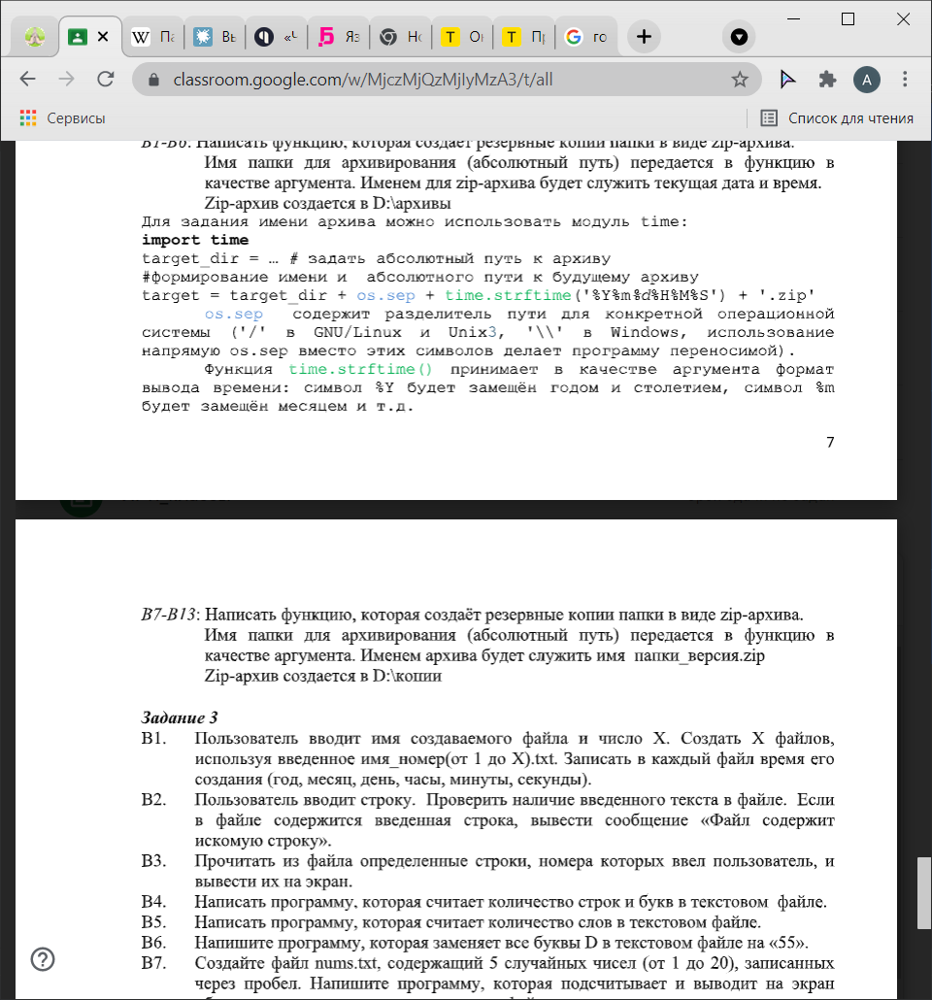 W Па
Вы
«Ч
Яз
Но
T Оп
T Пр
G го
classroom.google.com/w/MjczMjQzMjIyMzA3/t/all
A
Сервисы
Список для чтения
В1-В6: Написать функцию, которая создаёт резервные копии папки в виде zip-архива.
Имя папки для архивирования (абсолютный путь) передается в функцию в
качестве аргумента. Именем для zip-архива будет служить текущая дата и время.
Zip-архив создается в D:\архивы
Для задания имени архива можно использовать модуль time:
import time
target_dir = … # задать абсолютный путь к архиву
#формирование имени и абсолютного пути к будущему архиву
target = target_dir + os.sep + time.strftime('%Y%m%d%H%M%S') + '.zip'
os.sep содержит разделитель пути для конкретной операционной
системы ('/' в GNU/Linux и Unix3, '\\' в Windows, использование
напрямую os.sep вместо этих символов делает программу переносимой).
Функция time.strftime() принимает в качестве аргумента формат
вывода времени: символ %Y будет замещён годом и столетием, символ %m
будет замещён месяцем и т.д.
7
В7-В13: Написать функцию, которая создаёт резервные копии папки в виде zip-архива.
Имя папки для архивирования (абсолютный путь) передается в функцию в
качестве аргумента. Именем архива будет служить имя папки_версия.zip
Zip-архив создается в D:\копии
Задание 3
В1. Пользователь вводит имя создаваемого файла и число X. Создать X файлов,
используя введенное имя_номер(от 1 до X).txt. Записать в каждый файл время его
создания (год, месяц, день, часы, минуты, секунды).
В2. Пользователь вводит строку. Проверить наличие введенного текста в файле. Если
в файле содержится введенная строка, вывести сообщение «Файл содержит
искомую строку».
В3. Прочитать из файла определенные строки, номера которых ввел пользователь, и
вывести их на экран.
В4. Написать программу, которая считает количество строк и букв в текстовом файле.
В5. Написать программу, которая считает количество слов в текстовом файле.
В6. Напишите программу, которая заменяет все буквы D в текстовом файле на «55».
В7. Создайте файл nums.txt, содержащий 5 случайных чисел (от 1 до 20), записанных
через пробел. Напишите программу, которая подсчитывает и выводит на экран